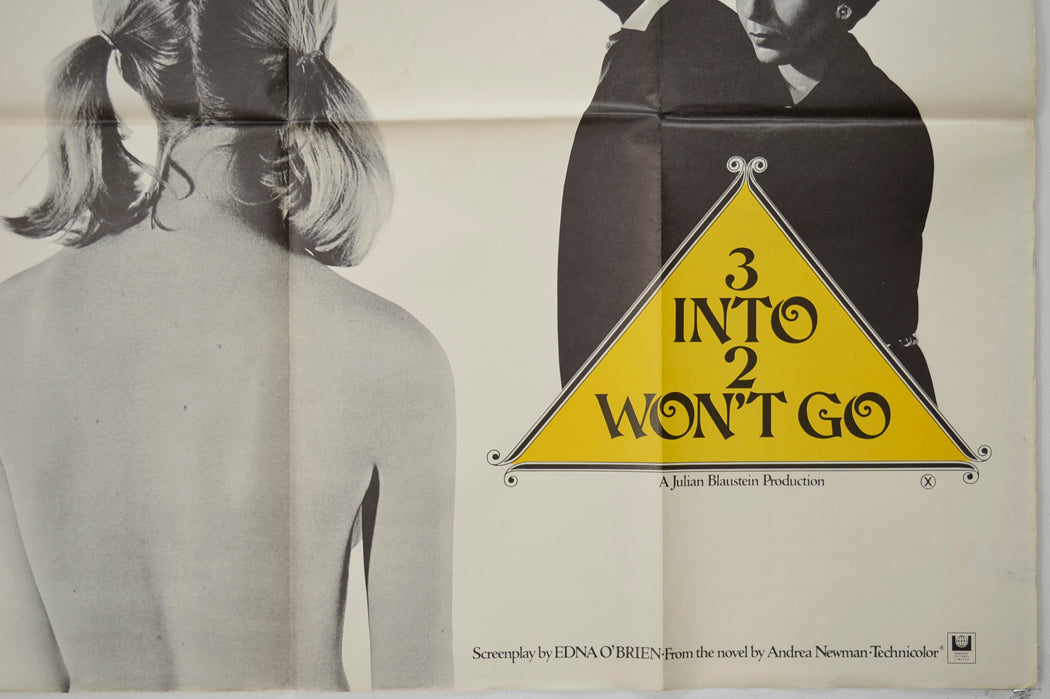 3
INTO
2
WON'T GO
A Julian Blaustein Production
X
Screenplay by EDNA O'BRIEN·From the novel by Andrea Newman·Technicolor®